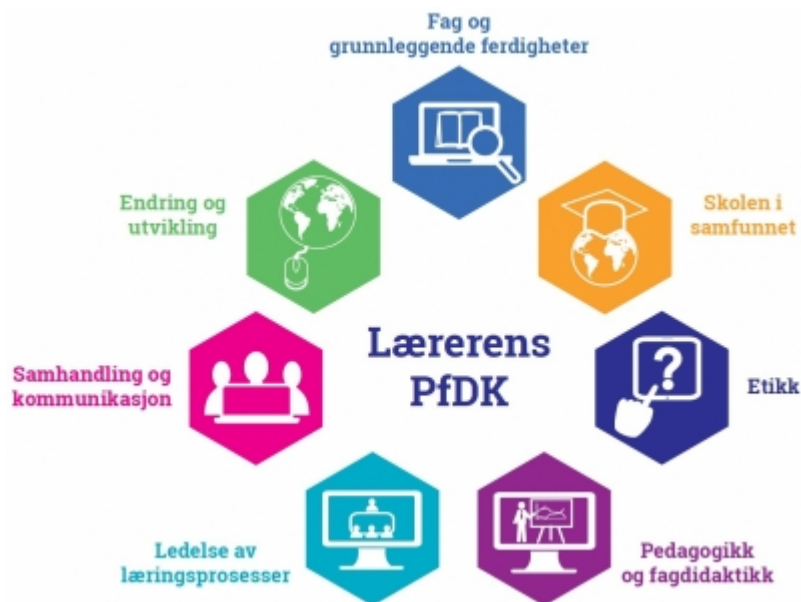 Fag og
grunnleggende ferdigheter
Endring og
utvikling
Skolen i
samfunnet
Lærerens
PfDK
Samhandling og
kommunikasjon
?
Etikk
Ledelse av
læringsprosesser
Pedagogikk
og fagdidaktikk